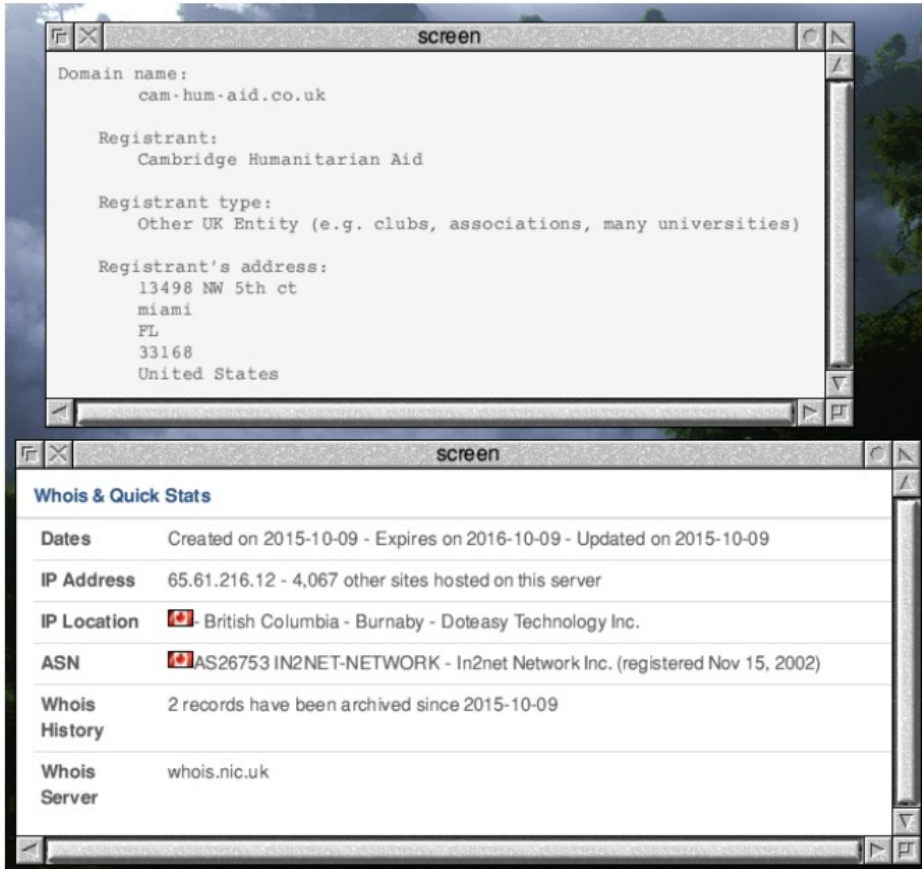 screen
Domain name:
cam-hum-aid.co.uk
Registrant:
Cambridge Humanitarian Aid
Registrant type:
Other UK Entity (e.g. clubs, associations, many universities)
Registrant's address:
13498 NW 5th ct
miami
FL
33168
United States
screen
Whois & Quick Stats
Dates Created on 2015-10-09 - Expires on 2016-10-09 - Updated on 2015-10-09
IP Address 65.61.216.12 - 4,067 other sites hosted on this server
IP Location - British Columbia - Burnaby - Doteasy Technology Inc.
ASN AS26753 IN2NET-NETWORK - In2net Network Inc. (registered Nov 15, 2002)
Whois 2 records have been archived since 2015-10-09
History
Whois whois.nic.uk
Server